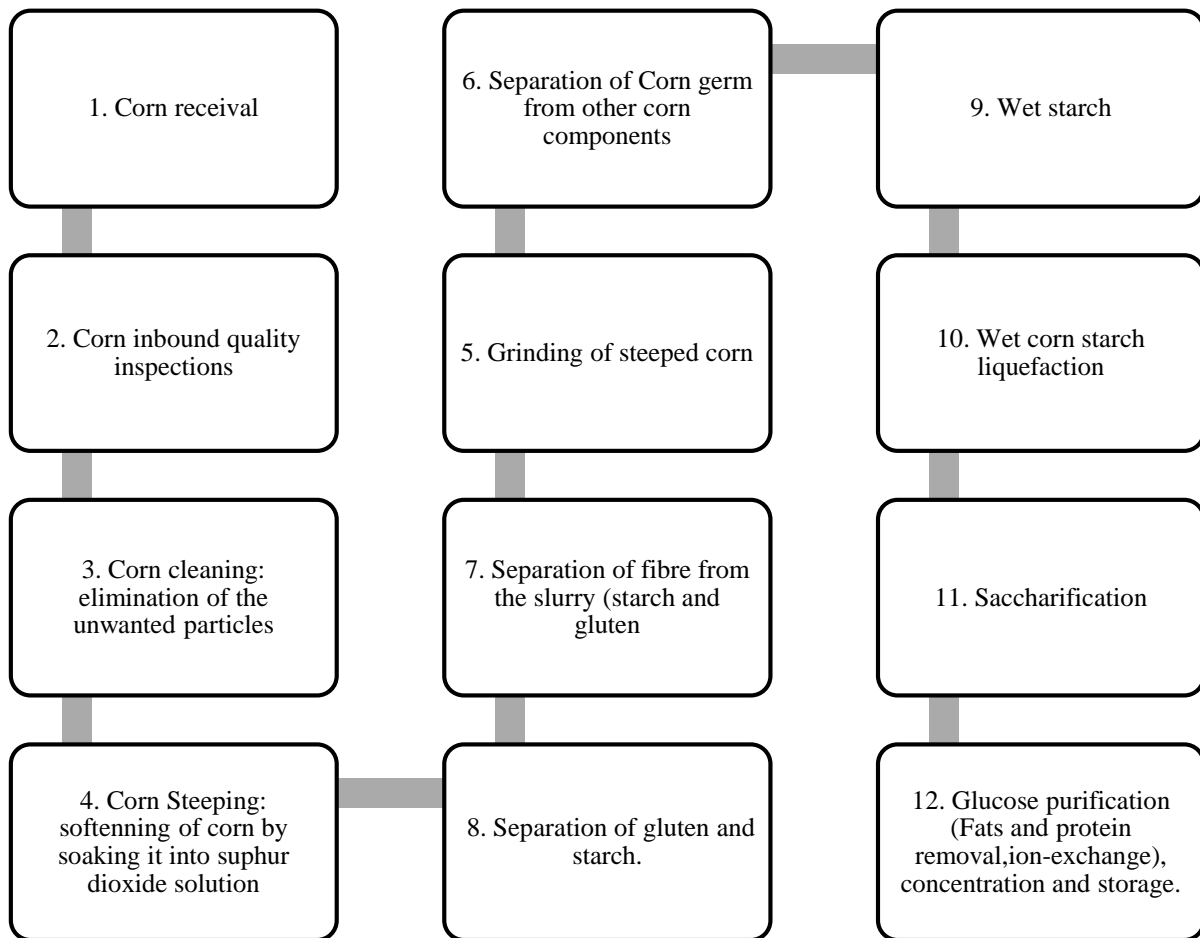 1. Corn receival
2. Corn inbound quality
inspections
3. Corn cleaning:
elimination of the
unwanted particles
4. Corn Steeping:
softenning of corn by
soaking it into suphur
dioxide solution
6. Separation of Corn germ
from other corn
components
5. Grinding of steeped corn
7. Separation of fibre from
the slurry (starch and
gluten
8. Separation of gluten and
starch.
9. Wet starch
10. Wet corn starch
liquefaction
11. Saccharification
12. Glucose purification
(Fats and protein
removal,ion-exchange),
concentration and storage.